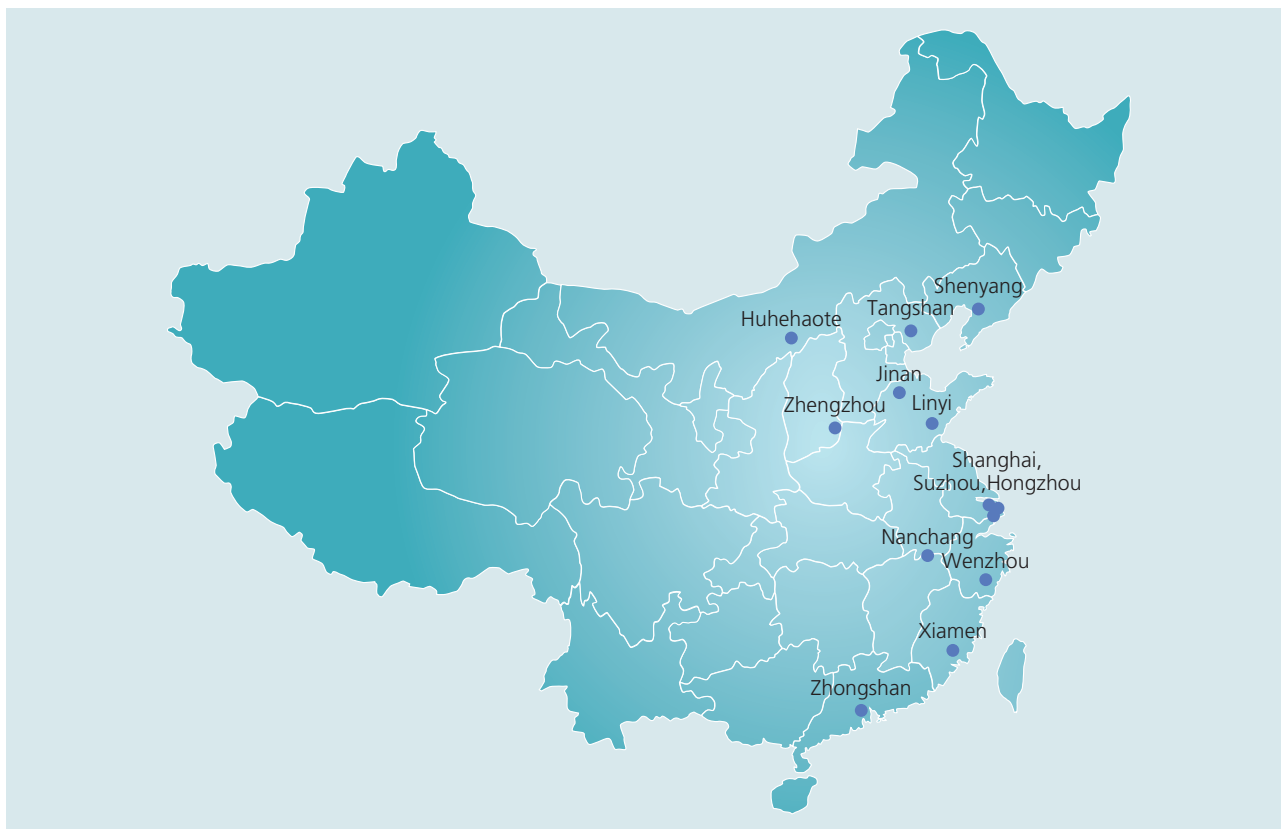 Shenyang
Tangshan
Huhehaote
Jinan
Zhengzhou
Linyi
Shanghai,
Suzhou,Hongzhou
Nanchang
Wenzhou
Xiamen
Zhongshan